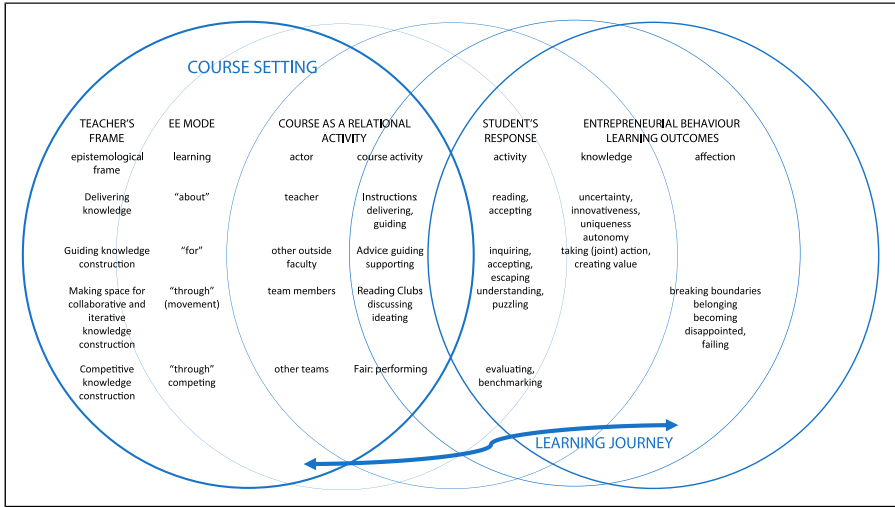 COURSE SETTING
TEACHER'S FRAME
EE MODE
COURSE AS A RELATIONAL ACTIVITY
STUDENT'S RESPONSE
ENTREPRENEURIAL BEHAVIOUR LEARNING OUTCOMES
epistemological frame
learning
actor
course activity
activity
knowledge
affection
Delivering knowledge
"about"
teacher
Instructions: delivering, guiding
reading, accepting
uncertainty, innovativeness, uniqueness autonomy
Guiding knowledge construction
"for"
other outside faculty
Advice: guiding supporting
inquiring, accepting, escaping
taking (joint) action, creating value
Making space for collaborative and iterative knowledge construction
"through" (movement)
team members
Reading Clubs discussing ideating
understanding, puzzling
breaking boundaries belonging becoming disappointed, failing
Competitive knowledge construction
"through" competing
other teams
Fair: performing
evaluating, benchmarking
LEARNING JOURNEY